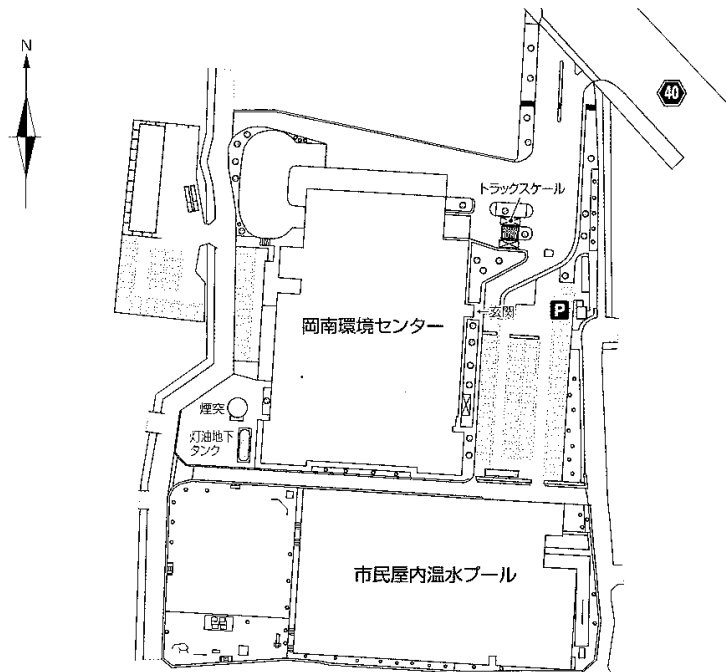 N
40
トラックスケール
←玄関
P
岡南環境センター
煙突
灯油地下
タンク
市民屋内温水プール